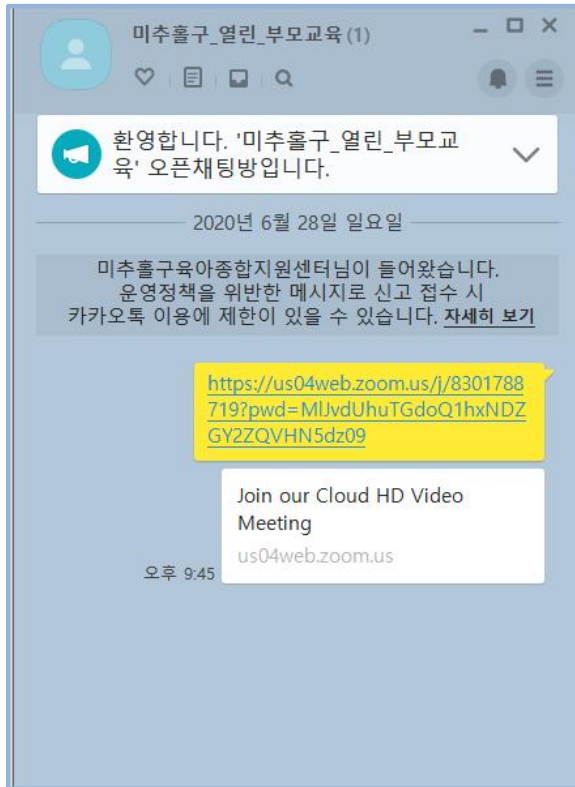 미추홀구_열린_부모교육 (1)
환영합니다. '미추홀구_열린_부모교
육' 오픈채팅방입니다.
2020년 6월 28일 일요일
미추홀구육아종합지원센터님이 들어왔습니다.
운영정책을 위반한 메시지로 신고 접수 시
카카오톡 이용에 제한이 있을 수 있습니다. 자세히 보기
https://us04web.zoom.us/j/8301788
719?pwd=MlJvdUhuTGdoQ1hxNDZ
GY2ZQVHN5dz09
Join our Cloud HD Video
Meeting
us04web.zoom.us
오후 9:45